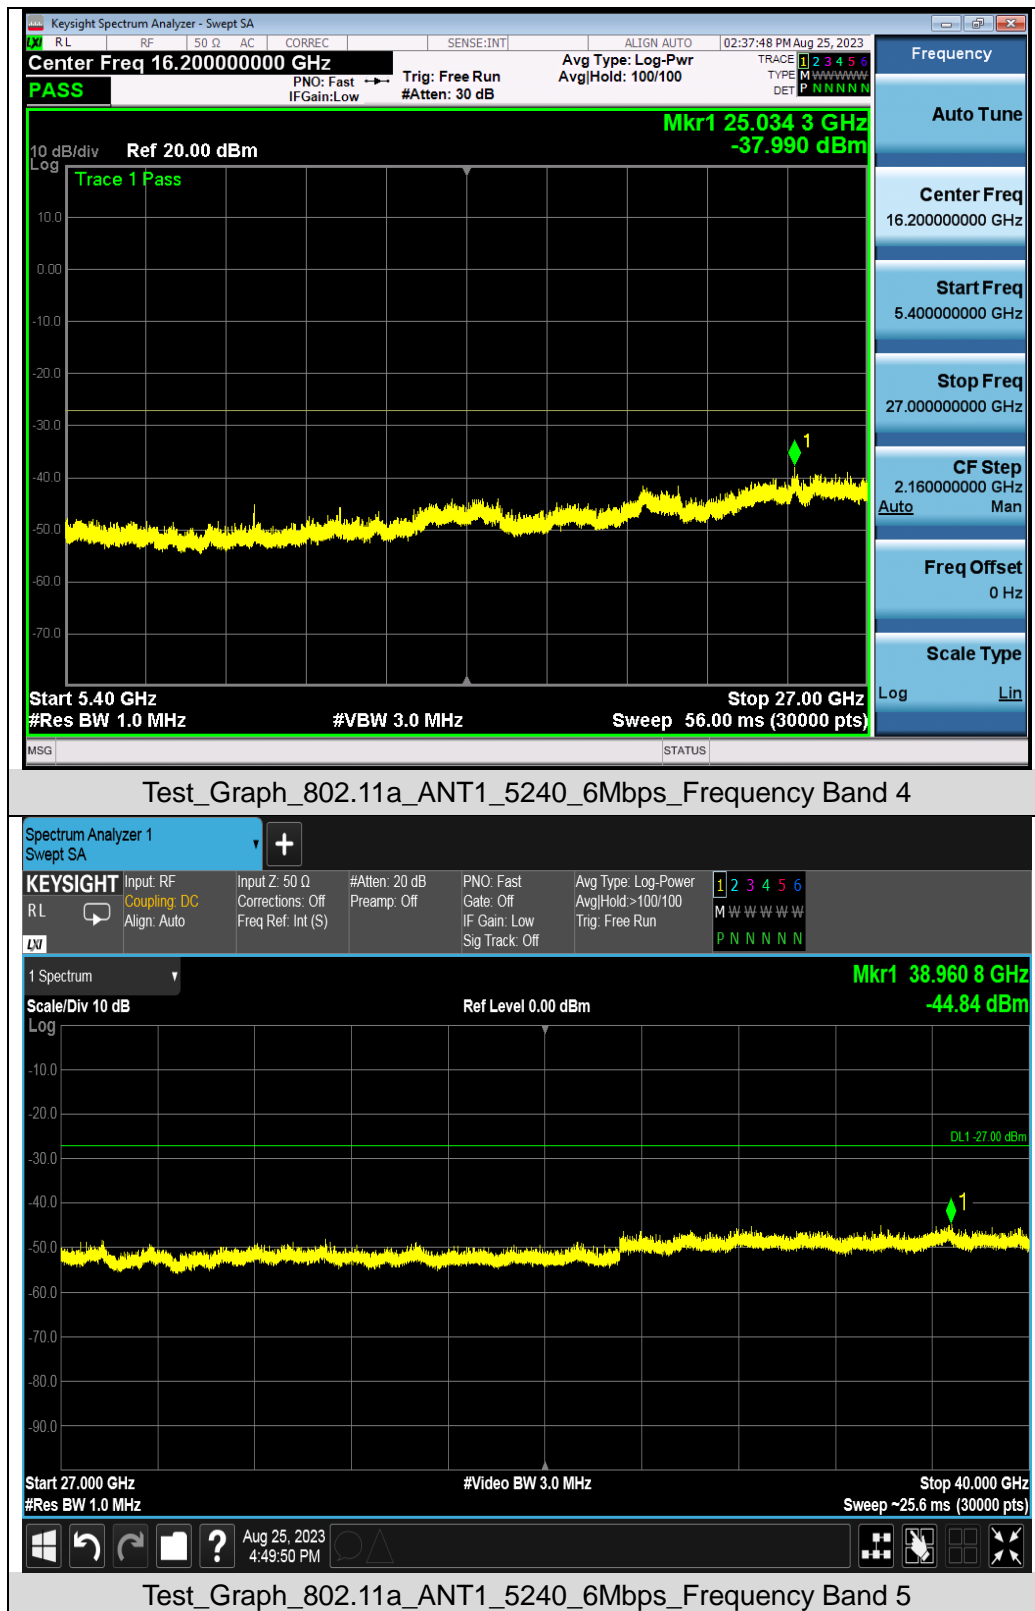 Keysight Spectrum Analyzer - Swept SA
LXI RL RF 50 Ω AC CORREC SENSE:INT ALIGN AUTO 02:37:48 PM Aug 25, 2023
Center Freq 16.200000000 GHz
PASS
PNO: Fast
IFGain:Low
Trig: Free Run
#Atten: 30 dB
Avg Type: Log-Pwr
Avg|Hold: 100/100
TRACE 1 2 3 4 5 6
TYPE M W W W W W
DET P N N N N N
Mkr1 25.034 3 GHz
-37.990 dBm
10 dB/div Ref 20.00 dBm
Log
Trace 1 Pass
10.0
0.00
-10.0
-20.0
-30.0
-40.0
-50.0
-60.0
-70.0
1
Start 5.40 GHz Stop 27.00 GHz
#Res BW 1.0 MHz #VBW 3.0 MHz Sweep 56.00 ms (30000 pts)
MSG STATUS
Frequency
Auto Tune
Center Freq
16.200000000 GHz
Start Freq
5.400000000 GHz
Stop Freq
27.000000000 GHz
CF Step
2.160000000 GHz
Auto Man
Freq Offset
0 Hz
Scale Type
Log Lin
Test_Graph_802.11a_ANT1_5240_6Mbps_Frequency Band 4
Spectrum Analyzer 1
Swept SA
+
KEYSIGHT
RL
LXI
Input: RF
Coupling: DC
Align: Auto
Input Z: 50 Ω
Corrections: Off
Freq Ref: Int (S)
#Atten: 20 dB
Preamp: Off
PNO: Fast
Gate: Off
IF Gain: Low
Sig Track: Off
Avg Type: Log-Power
Avg|Hold:>100/100
Trig: Free Run
1 2 3 4 5 6
M W W W W W
P N N N N N
1 Spectrum
Mkr1 38.960 8 GHz
-44.84 dBm
Scale/Div 10 dB Ref Level 0.00 dBm
Log
-10.0
-20.0
-30.0
-40.0
-50.0
-60.0
-70.0
-80.0
-90.0
DL1 -27.00 dBm
1
Start 27.000 GHz #Video BW 3.0 MHz Stop 40.000 GHz
#Res BW 1.0 MHz Sweep ~25.6 ms (30000 pts)
?
Aug 25, 2023
4:49:50 PM
Test_Graph_802.11a_ANT1_5240_6Mbps_Frequency Band 5